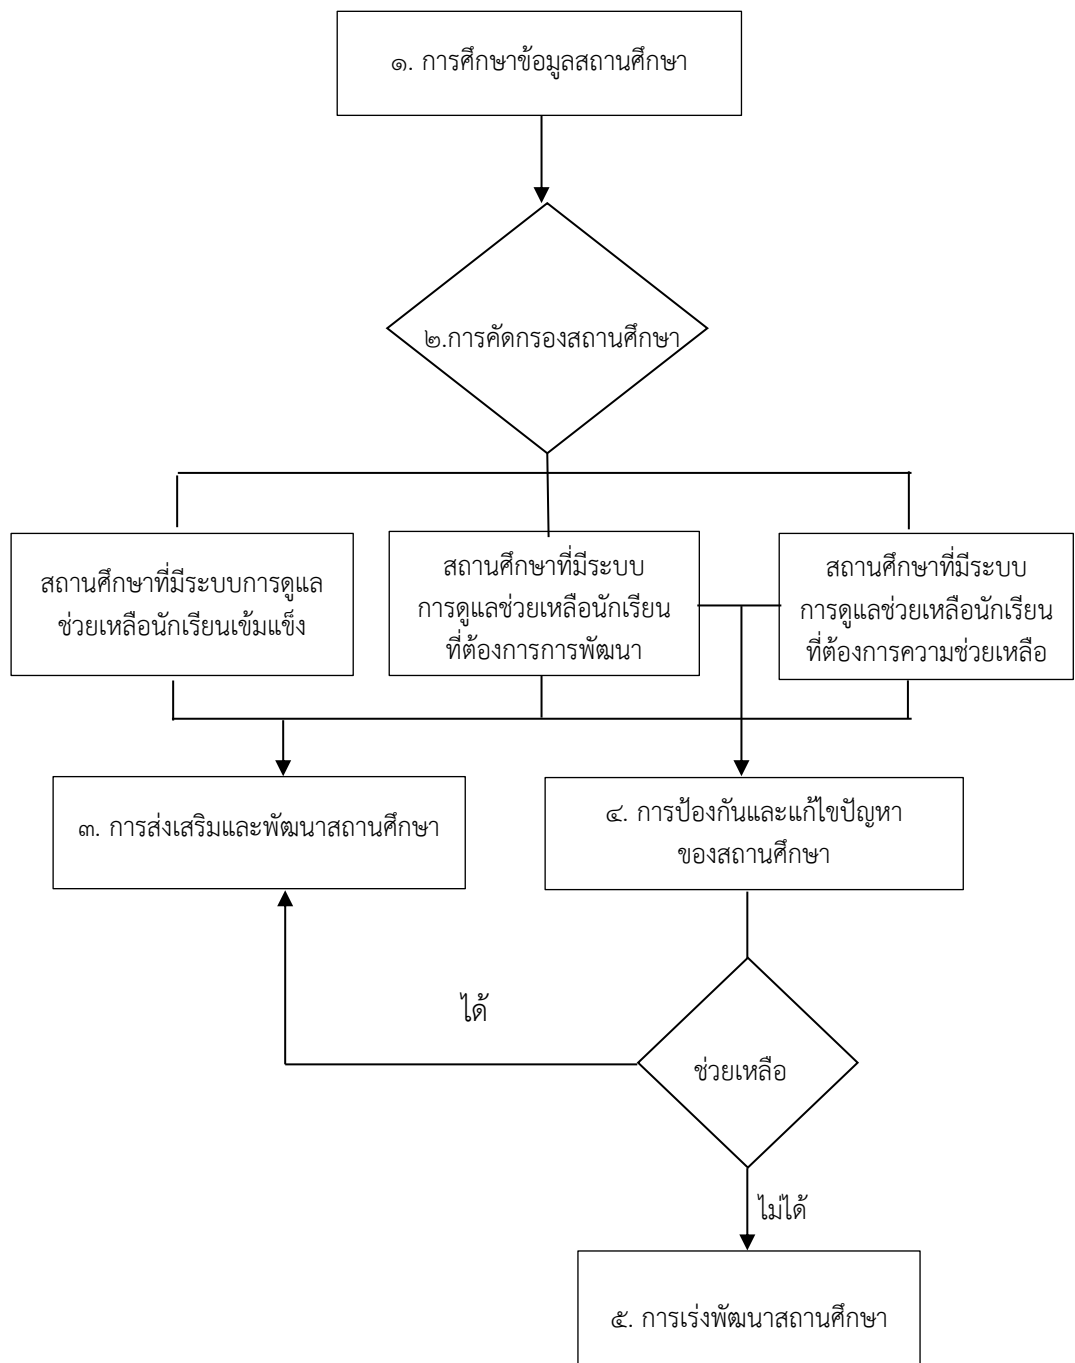 ๑. การศึกษาข้อมูลสถานศึกษา
๒.การคัดกรองสถานศึกษา
สถานศึกษาที่มีระบบการดูแล
ช่วยเหลือนักเรียนเข้มแข็ง
สถานศึกษาที่มีระบบ
การดูแลช่วยเหลือนักเรียน
ที่ต้องการการพัฒนา
สถานศึกษาที่มีระบบ
การดูแลช่วยเหลือนักเรียน
ที่ต้องการความช่วยเหลือ
๓. การส่งเสริมและพัฒนาสถานศึกษา
๔. การป้องกันและแก้ไขปัญหา
ของสถานศึกษา
ได้
ช่วยเหลือ
ไม่ได้
๕. การเร่งพัฒนาสถานศึกษา